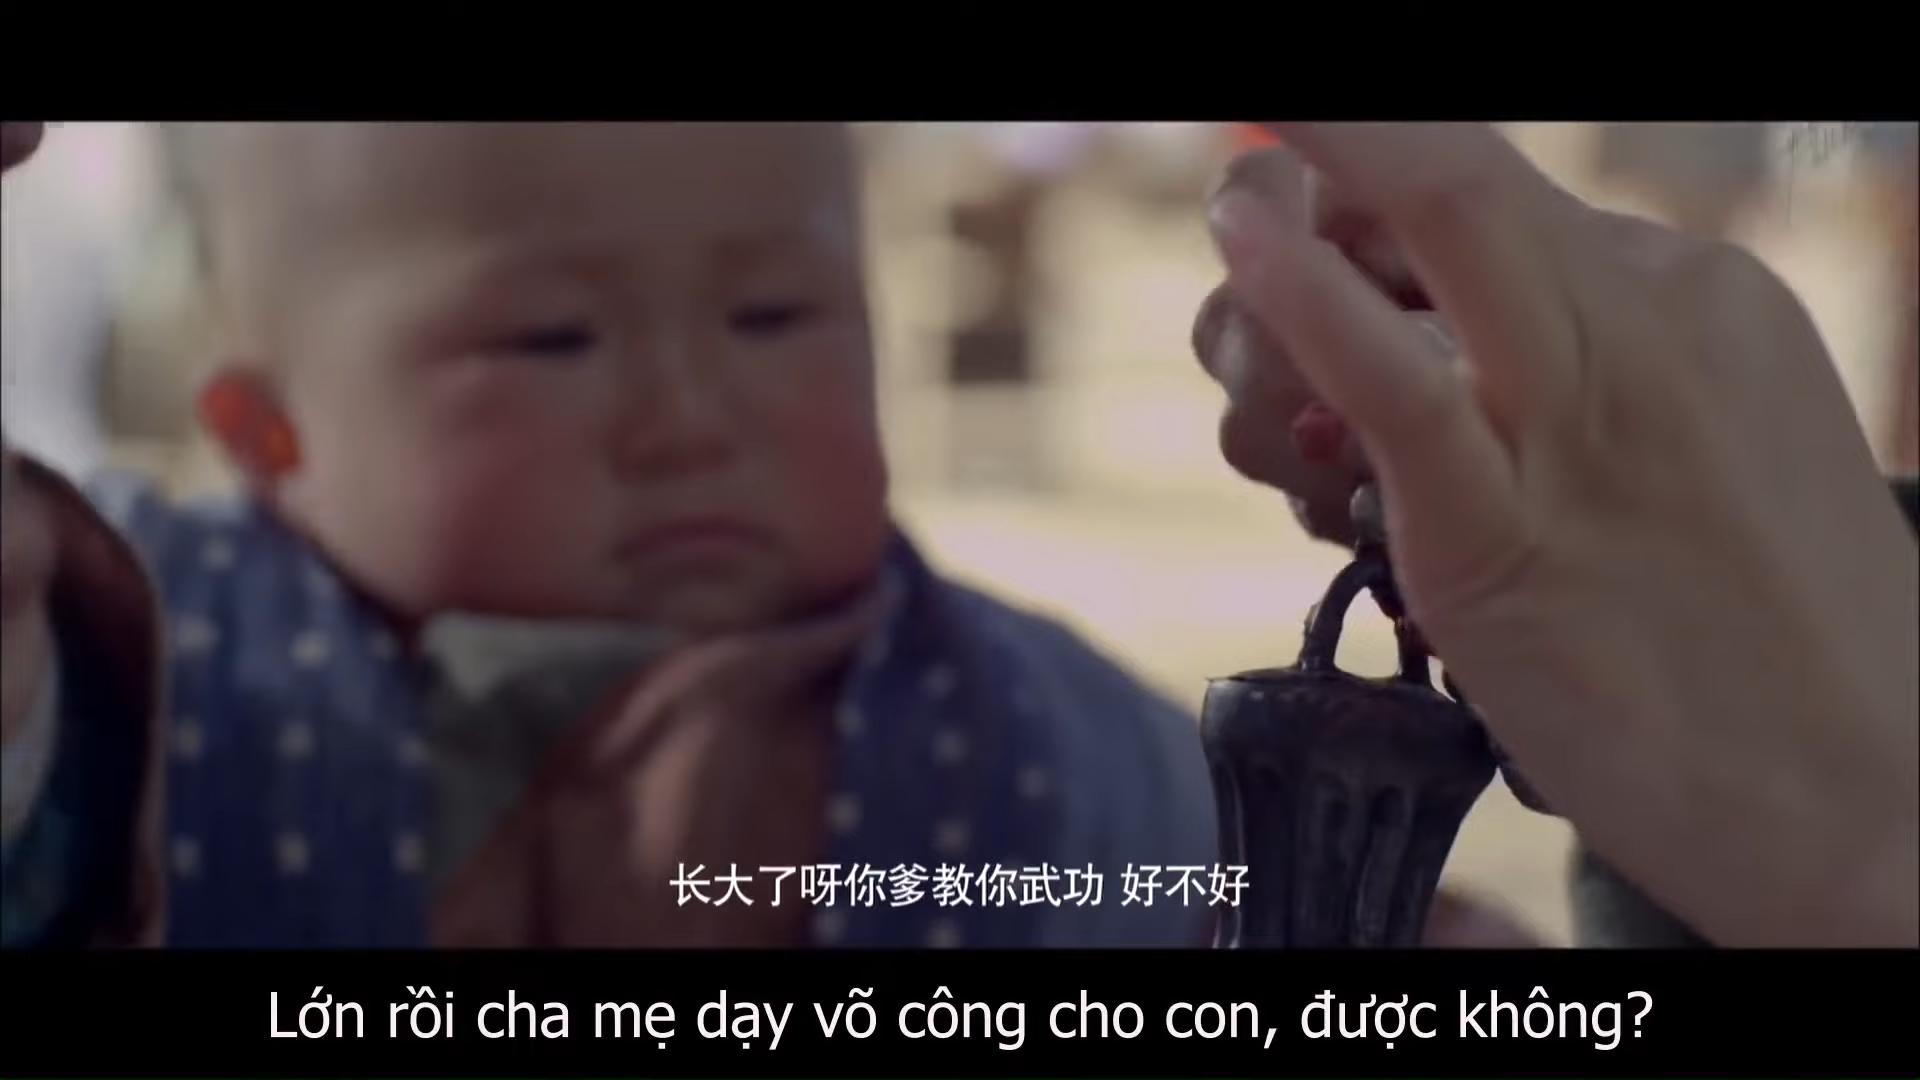 长大了呀你爹教你武功 好不好
Lớn rồi cha mẹ dạy võ công cho con, được không?